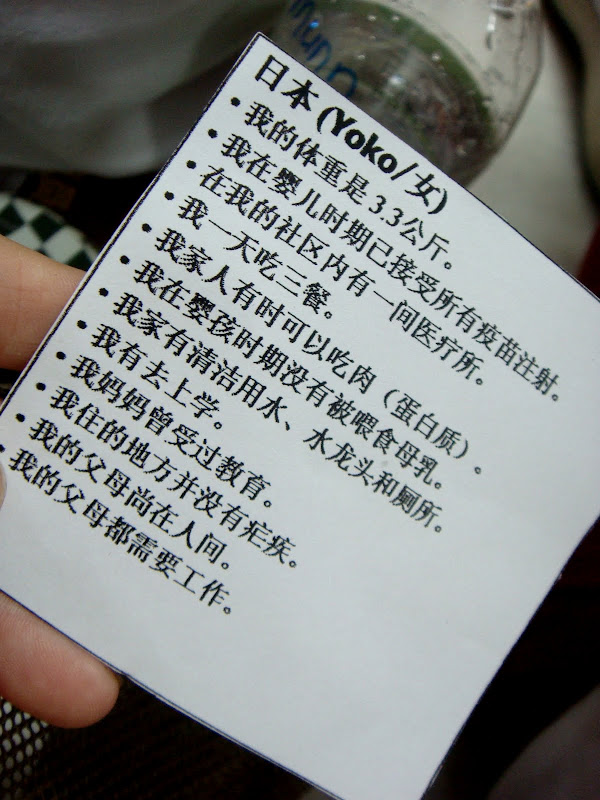 日本 (Yoko/女)
• 我的体重是 3.3公斤。
• 我在婴儿时期已接受所有疫苗注射.
• 在我的社区内有一间医疗所。
• 我一天吃三餐。
• 我家人有时可以吃肉（蛋白质）。
• 我在婴孩时期没有被喂食母乳。
• 我家有清洁用水、水龙头和厕所。
• 我有去上学。
• 我妈妈曾受过教育。
• 我住的地方并没有疟疾。
• 我的父母尚在人间。
• 我的父母都需要工作。